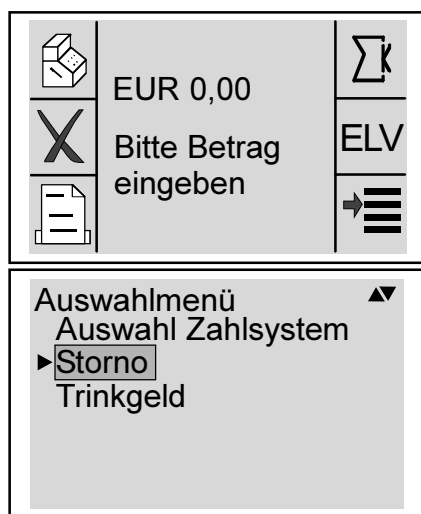 EUR 0,00
Bitte Betrag
eingeben
ELV
Auswahlmenü
Auswahl Zahlsystem
Storno
Trinkgeld